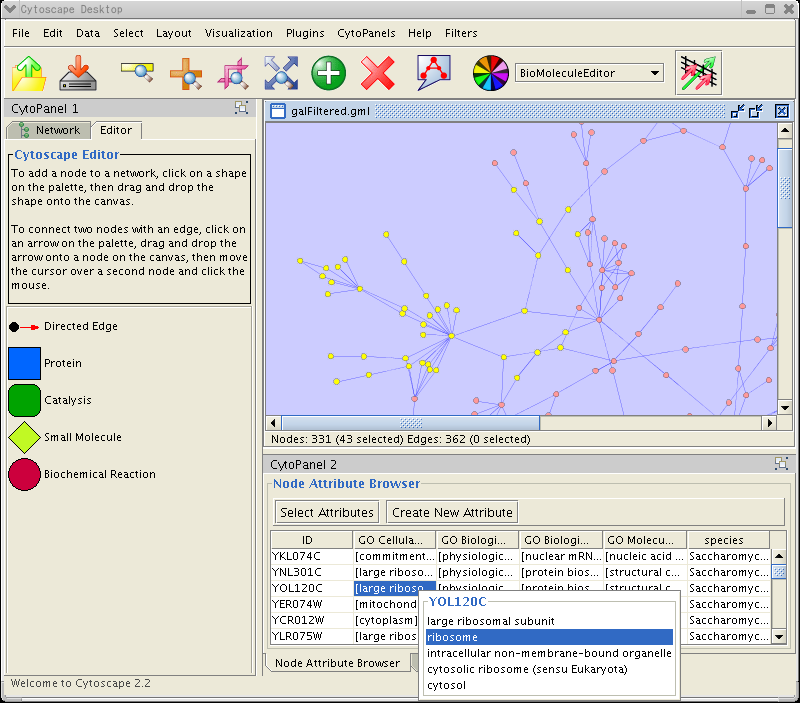 Cytoscape Desktop
File Edit Data Select Layout Visualization Plugins CytoPanels Help Filters
BioMoleculeEditor
CytoPanel 1
Network Editor
Cytoscape Editor
To add a node to a network, click on a shape
on the palette, then drag and drop the
shape onto the canvas.
To connect two nodes with an edge, click on
an arrow on the palette, drag and drop the
arrow onto a node on the canvas, then move
the cursor over a second node and click the
mouse.
Directed Edge
Protein
Catalysis
Small Molecule
Biochemical Reaction
galFiltered.gml
Nodes: 331 (43 selected) Edges: 362 (0 selected)
CytoPanel 2
Node Attribute Browser
Select Attributes Create New Attribute
ID GO Cellula... GO Biologi... GO Biologi... GO Molecu... species
YKL074C [commitment... [physiologic... [nuclear mRN... [nucleic acid ... Saccharomyc...
YNL301C [large riboso... [physiologic... [protein bios... [structural c... Saccharomyc...
YOL120C [large riboso... [physiologic... [protein bios... [structural c... Saccharomyc...
YER074W [mitochond
YCR012W [cytoplasm]
YLR075W [large ribos
YOL120C
large ribosomal subunit
ribosome
intracellular non-membrane-bound organelle
cytosolic ribosome (sensu Eukaryota)
cytosol
Node Attribute Browser
Welcome to Cytoscape 2.2